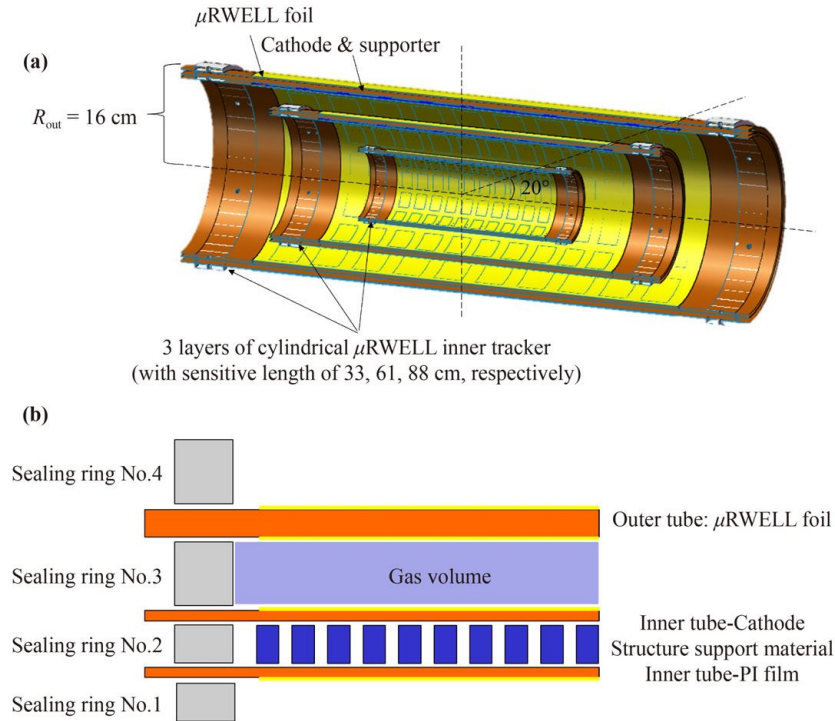 μRWELL foil
Cathode & supporter
(a)
R_out = 16 cm
20°
3 layers of cylindrical μRWELL inner tracker
(with sensitive length of 33, 61, 88 cm, respectively)
(b)
Sealing ring No.4
Outer tube: μRWELL foil
Sealing ring No.3
Gas volume
Inner tube-Cathode
Sealing ring No.2
Structure support material
Inner tube-PI film
Sealing ring No.1